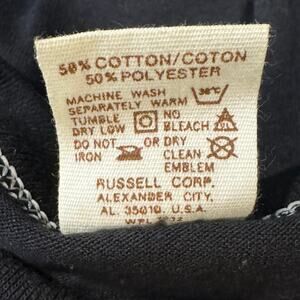 50% COTTON/COTON
50% POLYESTER
MACHINE WASH
SEPARATELY WARM 30°C
TUMBLE NO
DRY LOW BLEACH
DO NOT OR DRY
IRON CLEAN
EMBLEM
RUSSELL CORP.
ALEXANDER CITY,
AL. 35010. U.S.A.